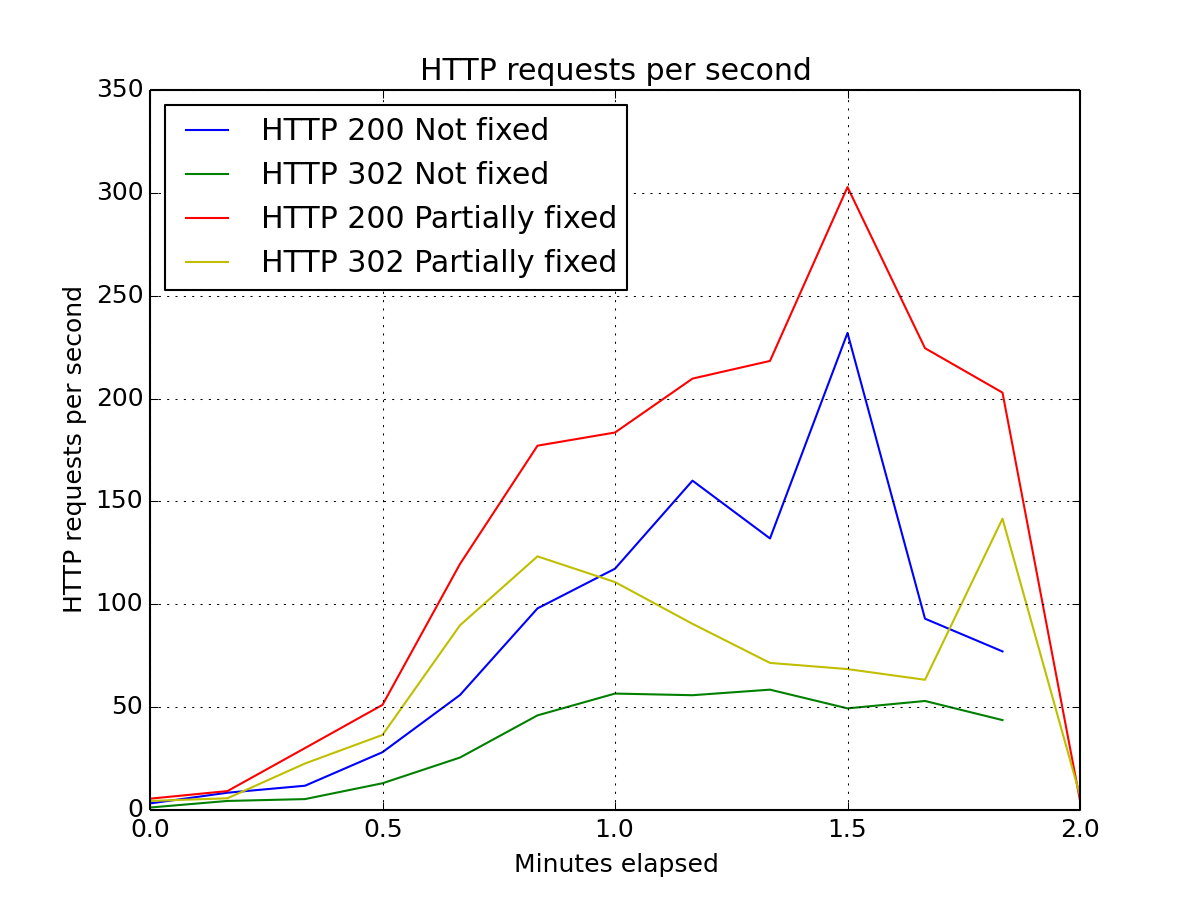 HTTP requests per second
350
300
250
200
150
100
50
0
HTTP requests per second
HTTP 200 Not fixed
HTTP 302 Not fixed
HTTP 200 Partially fixed
HTTP 302 Partially fixed
0.0 0.5 1.0 1.5 2.0
Minutes elapsed